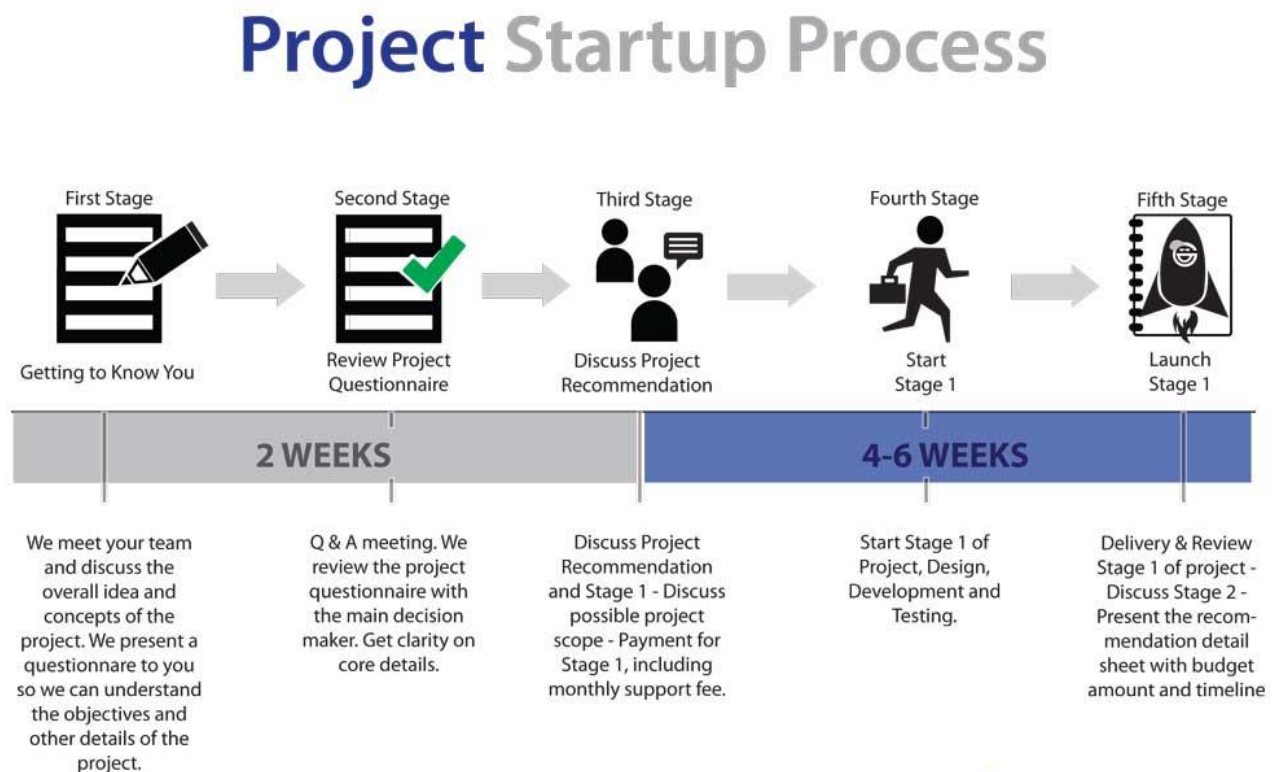 Project Startup Process
First Stage
Getting to Know You
Second Stage
Review Project
Questionnaire
Third Stage
Discuss Project
Recommendation
Fourth Stage
Start
Stage 1
Fifth Stage
Launch
Stage 1
2 WEEKS
4-6 WEEKS
We meet your team
and discuss the
overall idea and
concepts of the
project. We present a
questionnare to you
so we can understand
the objectives and
other details of the
project.
Q & A meeting. We
review the project
questionnaire with
the main decision
maker. Get clarity on
core details.
Discuss Project
Recommendation
and Stage 1 - Discuss
possible project
scope - Payment for
Stage 1, including
monthly support fee.
Start Stage 1 of
Project, Design,
Development and
Testing.
Delivery & Review
Stage 1 of project -
Discuss Stage 2 -
Present the recom-
mendation detail
sheet with budget
amount and timeline